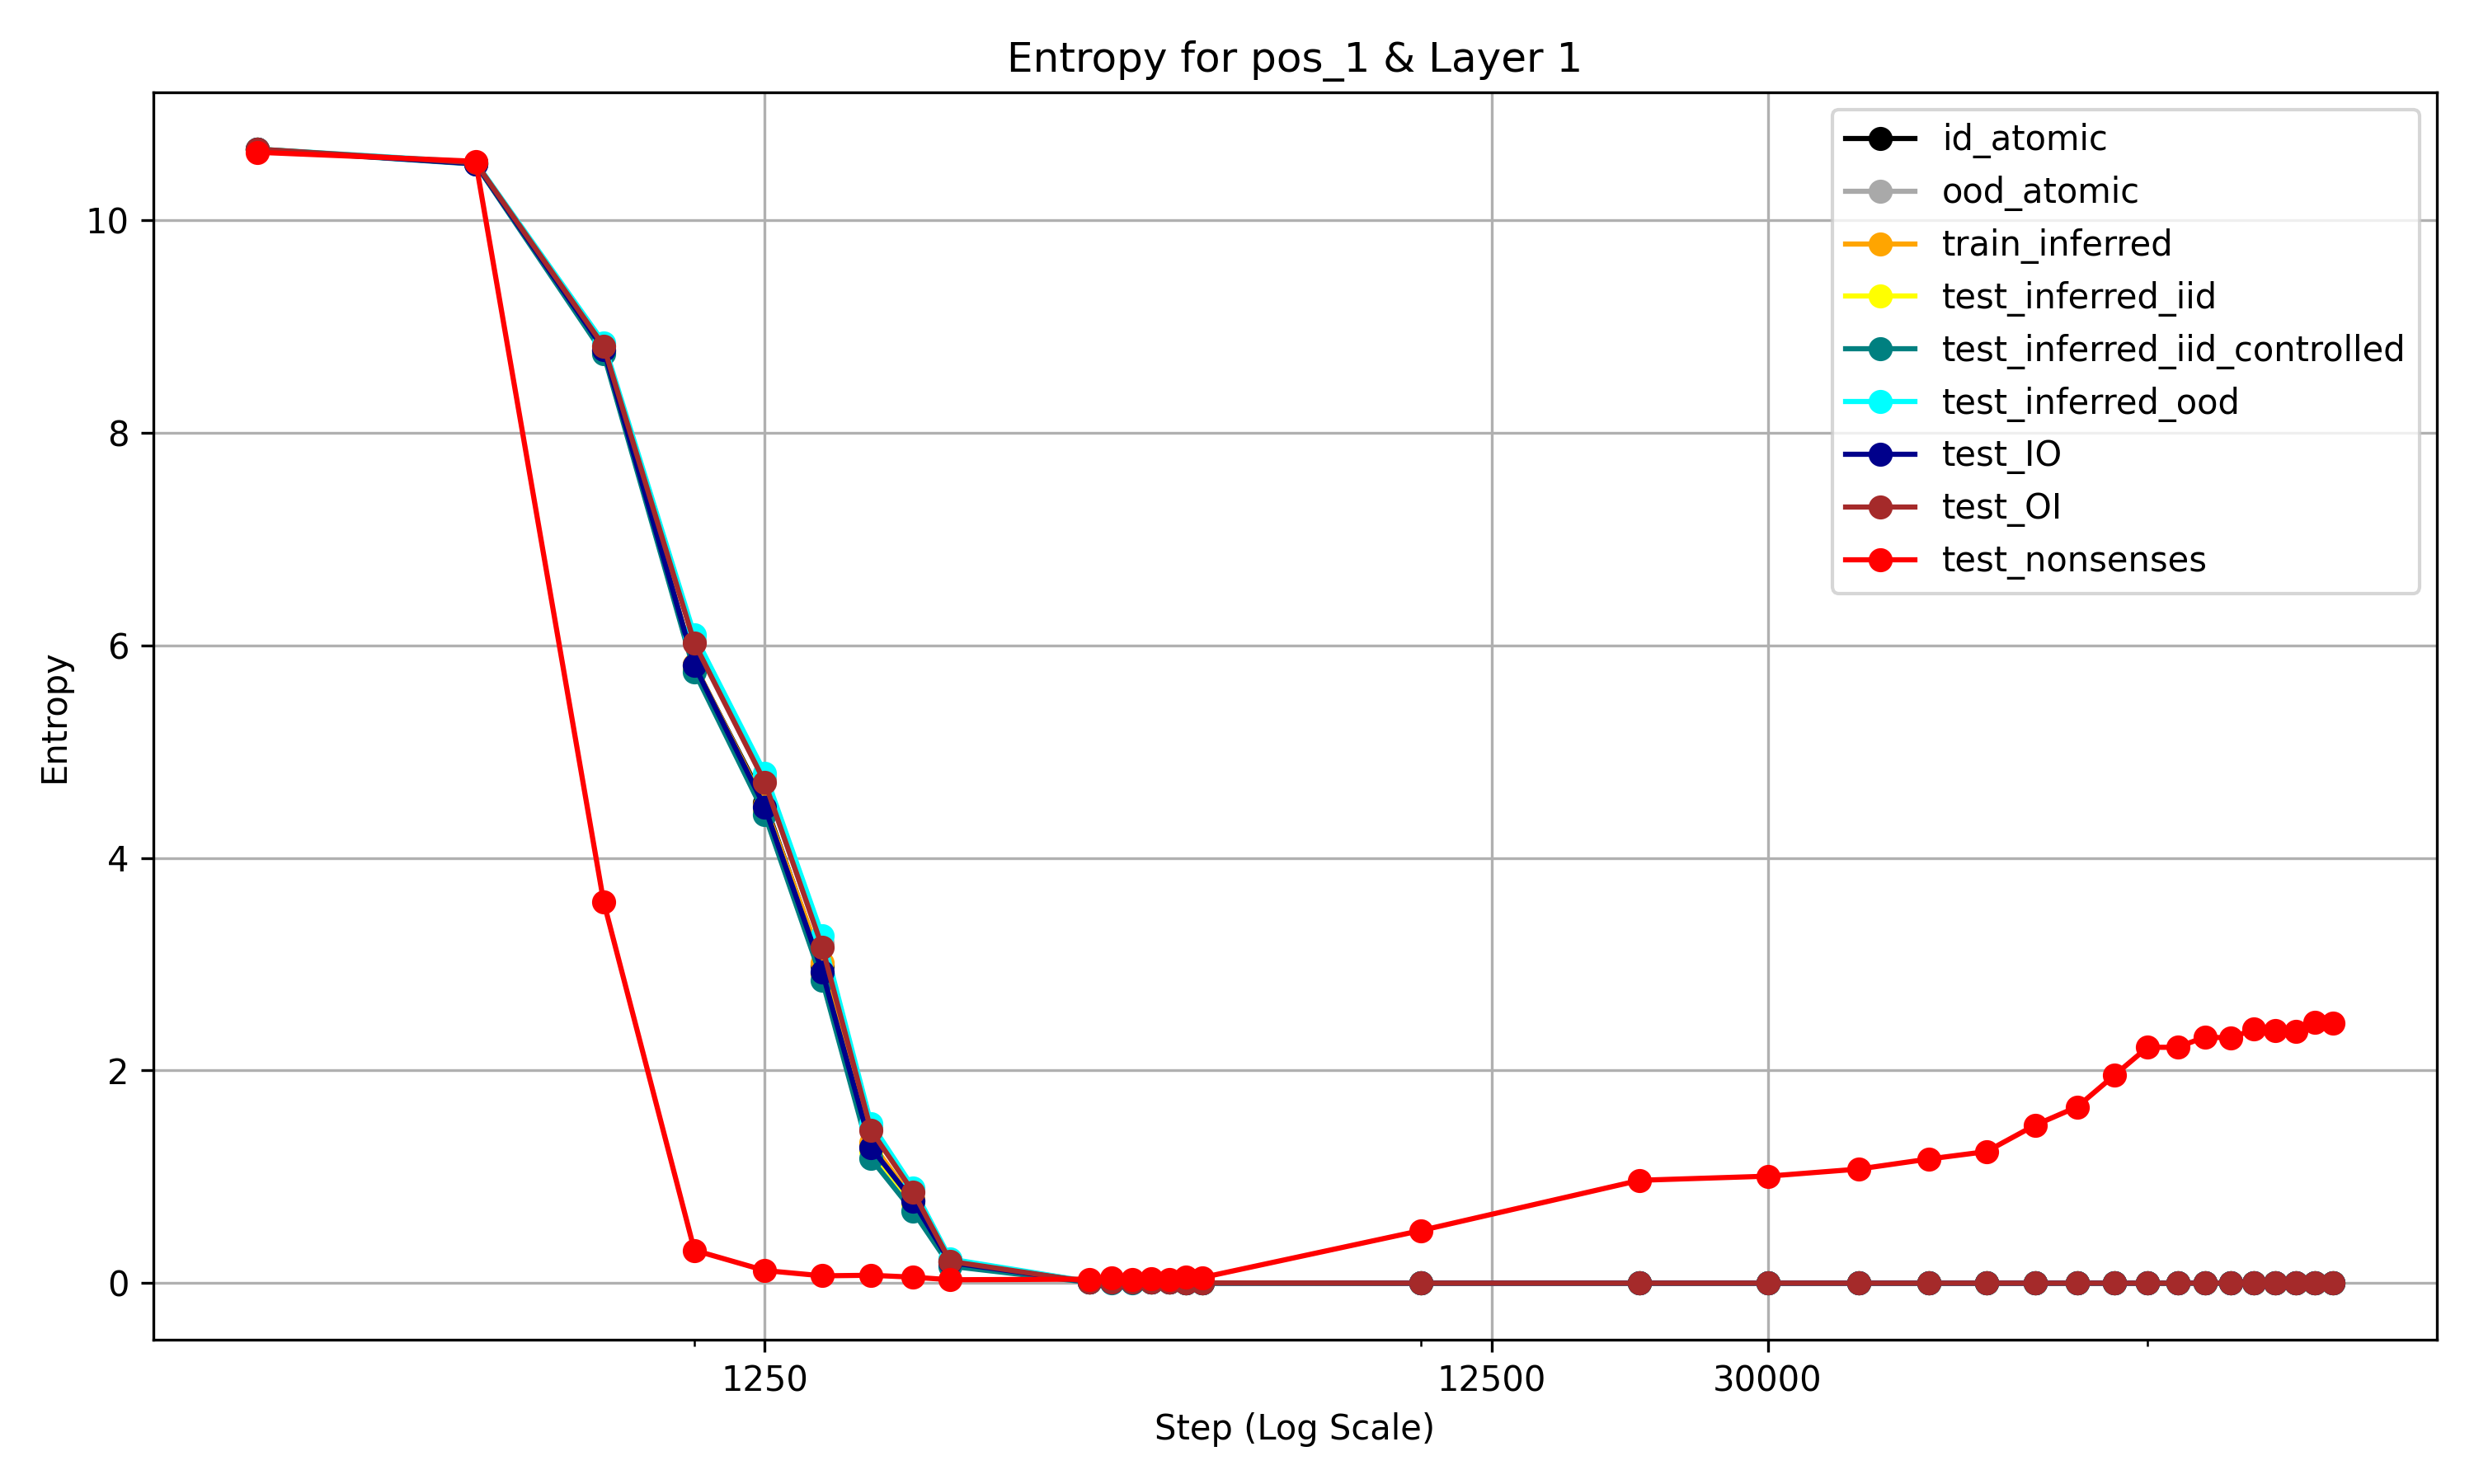 Entropy for pos_1 & Layer 1
id_atomic
ood_atomic
train_inferred
test_inferred_iid
test_inferred_iid_controlled
test_inferred_ood
test_IO
test_OI
test_nonsenses
10
8
6
4
2
0
Entropy
1250
12500
30000
Step (Log Scale)